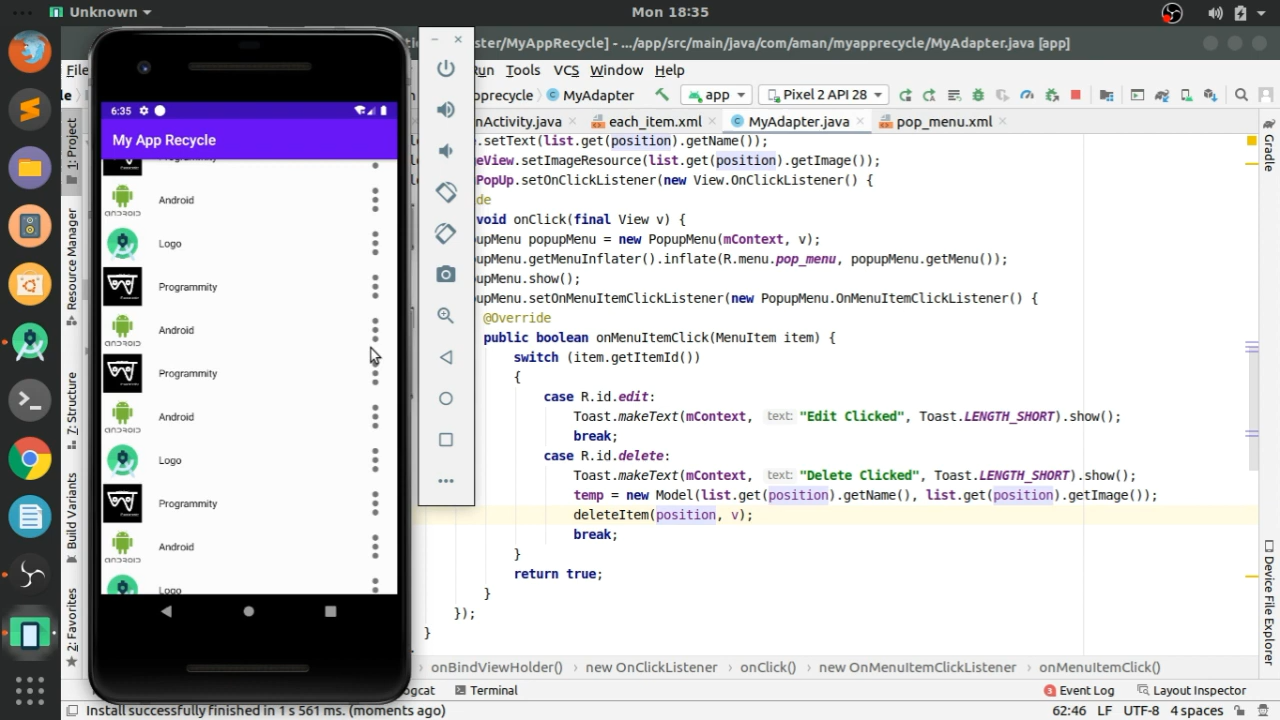 Unknown
Mon 18:35
ster/MyAppRecycle] - .../app/src/main/java/com/aman/myapprecycle/MyAdapter.java [app]
File
Run Tools VCS Window Help
le
pprecycle
MyAdapter
app
Pixel 2 API 28
nActivity.java
each_item.xml
MyAdapter.java
pop_menu.xml
1: Project
Resource Manager
7: Structure
Build Variants
2: Favorites
6:35
My App Recycle
Programmity
Android
ANDROID
Logo
Programmity
Android
ANDROID
Programmity
Android
ANDROID
Logo
Programmity
Android
ANDROID
Logo
.setText(list.get(position).getName());
eView.setImageResource(list.get(position).getImage());
PopUp.setOnClickListener(new View.OnClickListener() {
de
void onClick(final View v) {
pupMenu popupMenu = new PopupMenu(mContext, v);
pupMenu.getMenuInflater().inflate(R.menu.pop_menu, popupMenu.getMenu());
pupMenu.show();
pupMenu.setOnMenuItemClickListener(new PopupMenu.OnMenuItemClickListener() {
@Override
public boolean onMenuItemClick(MenuItem item) {
switch (item.getItemId())
{
case R.id.edit:
Toast.makeText(mContext, text: "Edit Clicked", Toast.LENGTH_SHORT).show();
break;
case R.id.delete:
Toast.makeText(mContext, text: "Delete Clicked", Toast.LENGTH_SHORT).show();
temp = new Model(list.get(position).getName(), list.get(position).getImage());
deleteItem(position, v);
break;
}
return true;
}
});
}
Gradle
Device File Explorer
onBindViewHolder() new OnClickListener onClick() new OnMenuItemClickListener onMenuItemClick()
ogcat
Terminal
3 Event Log
Layout Inspector
Install successfully finished in 1 s 561 ms. (moments ago)
62:46 LF UTF-8 4 spaces